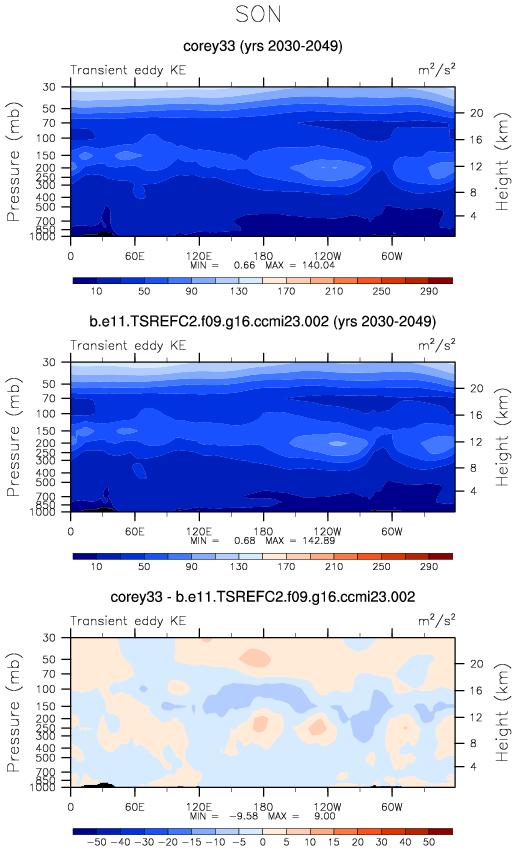 SON
corey33 (yrs 2030-2049)
Transient eddy KE m²/s²
30
50
70
100
150
200
250
300
400
500
700
850
1000
Pressure (mb)
20
16
12
8
4
Height (km)
0 60E 120E 180 120W 60W
MIN = 0.66 MAX = 140.04
10 50 90 130 170 210 250 290
b.e11.TSREFC2.f09.g16.ccmi23.002 (yrs 2030-2049)
Transient eddy KE m²/s²
30
50
70
100
150
200
250
300
400
500
700
850
1000
Pressure (mb)
20
16
12
8
4
Height (km)
0 60E 120E 180 120W 60W
MIN = 0.68 MAX = 142.89
10 50 90 130 170 210 250 290
corey33 - b.e11.TSREFC2.f09.g16.ccmi23.002
Transient eddy KE m²/s²
30
50
70
100
150
200
250
300
400
500
700
850
1000
Pressure (mb)
20
16
12
8
4
Height (km)
0 60E 120E 180 120W 60W
MIN = -9.58 MAX = 9.00
-50 -40 -30 -20 -15 -10 -5 0 5 10 15 20 30 40 50